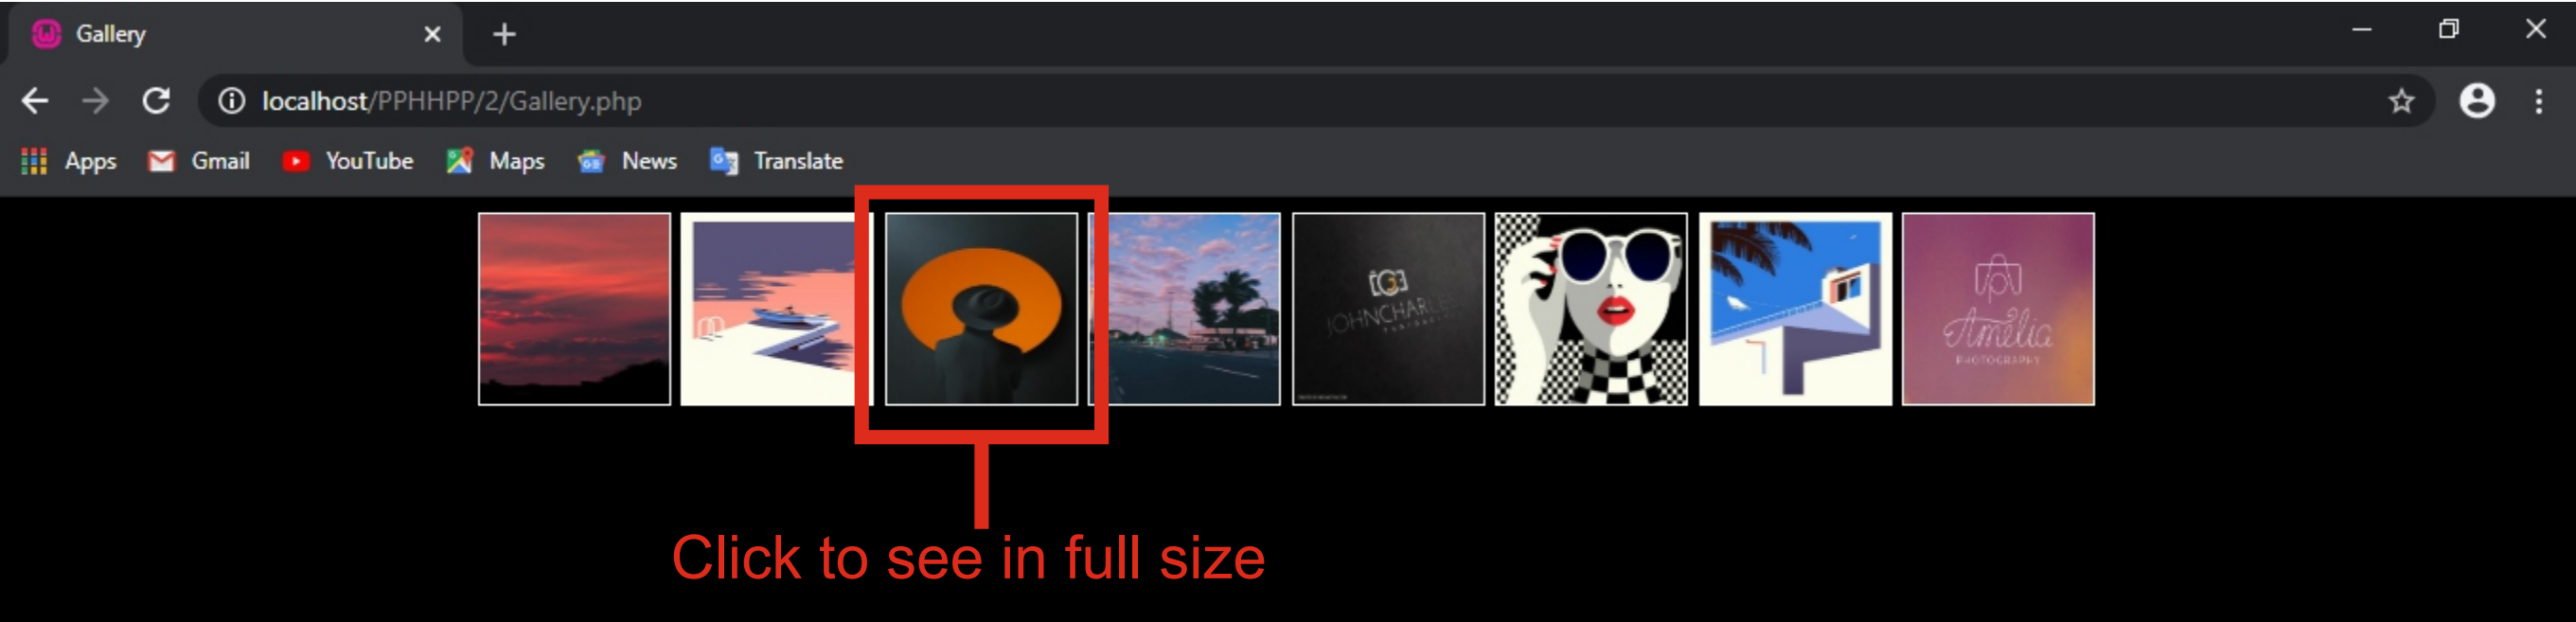 Gallery
localhost/PPHHPP/2/Gallery.php
Apps Gmail YouTube Maps News Translate
JOHNCHARL
Amelia
PHOTOGRAPHY
Click to see in full size